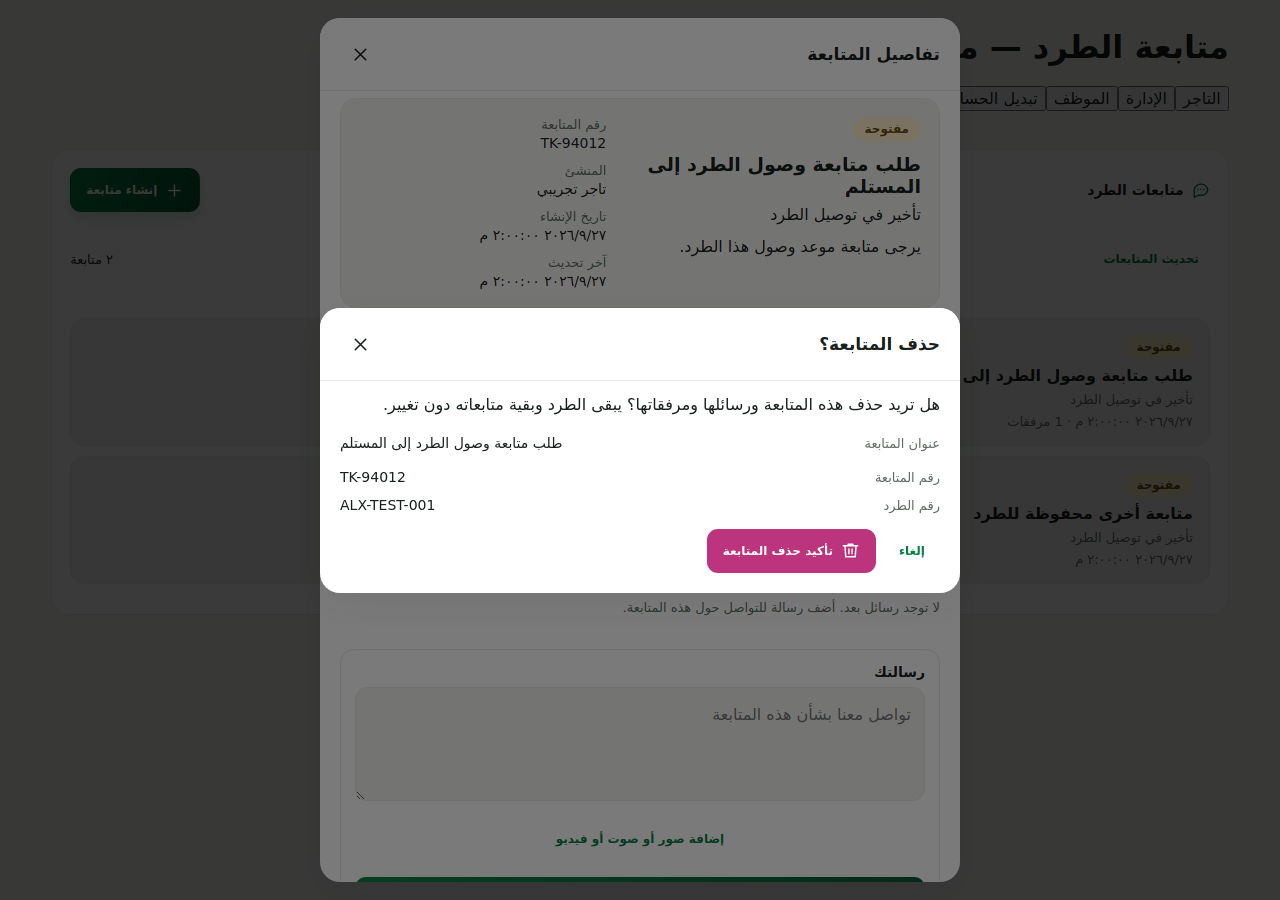 متابعة الطرد — م
التاجر
الإدارة
الموظف
تبديل الحسا
متابعات الطرد
إنشاء متابعة
تحديث المتابعات
٢ متابعة
مفتوحة
طلب متابعة وصول الطرد إلى
تأخير في توصيل الطرد
٢٠٢٦/٩/٢٧ ٢:٠٠:٠٠ م · 1 مرفقات
مفتوحة
متابعة أخرى محفوظة للطرد
تأخير في توصيل الطرد
٢٠٢٦/٩/٢٧ ٢:٠٠:٠٠ م
تفاصيل المتابعة
مفتوحة
طلب متابعة وصول الطرد إلى
المستلم
تأخير في توصيل الطرد
يرجى متابعة موعد وصول هذا الطرد.
رقم المتابعة
TK-94012
المنشئ
تاجر تجريبي
تاريخ الإنشاء
٢٠٢٦/٩/٢٧ ٢:٠٠:٠٠ م
آخر تحديث
٢٠٢٦/٩/٢٧ ٢:٠٠:٠٠ م
حذف المتابعة؟
هل تريد حذف هذه المتابعة ورسائلها ومرفقاتها؟ يبقى الطرد وبقية متابعاته دون تغيير.
عنوان المتابعة
طلب متابعة وصول الطرد إلى المستلم
رقم المتابعة
TK-94012
رقم الطرد
ALX-TEST-001
إلغاء
تأكيد حذف المتابعة
لا توجد رسائل بعد. أضف رسالة للتواصل حول هذه المتابعة.
رسالتك
تواصل معنا بشأن هذه المتابعة
إضافة صور أو صوت أو فيديو